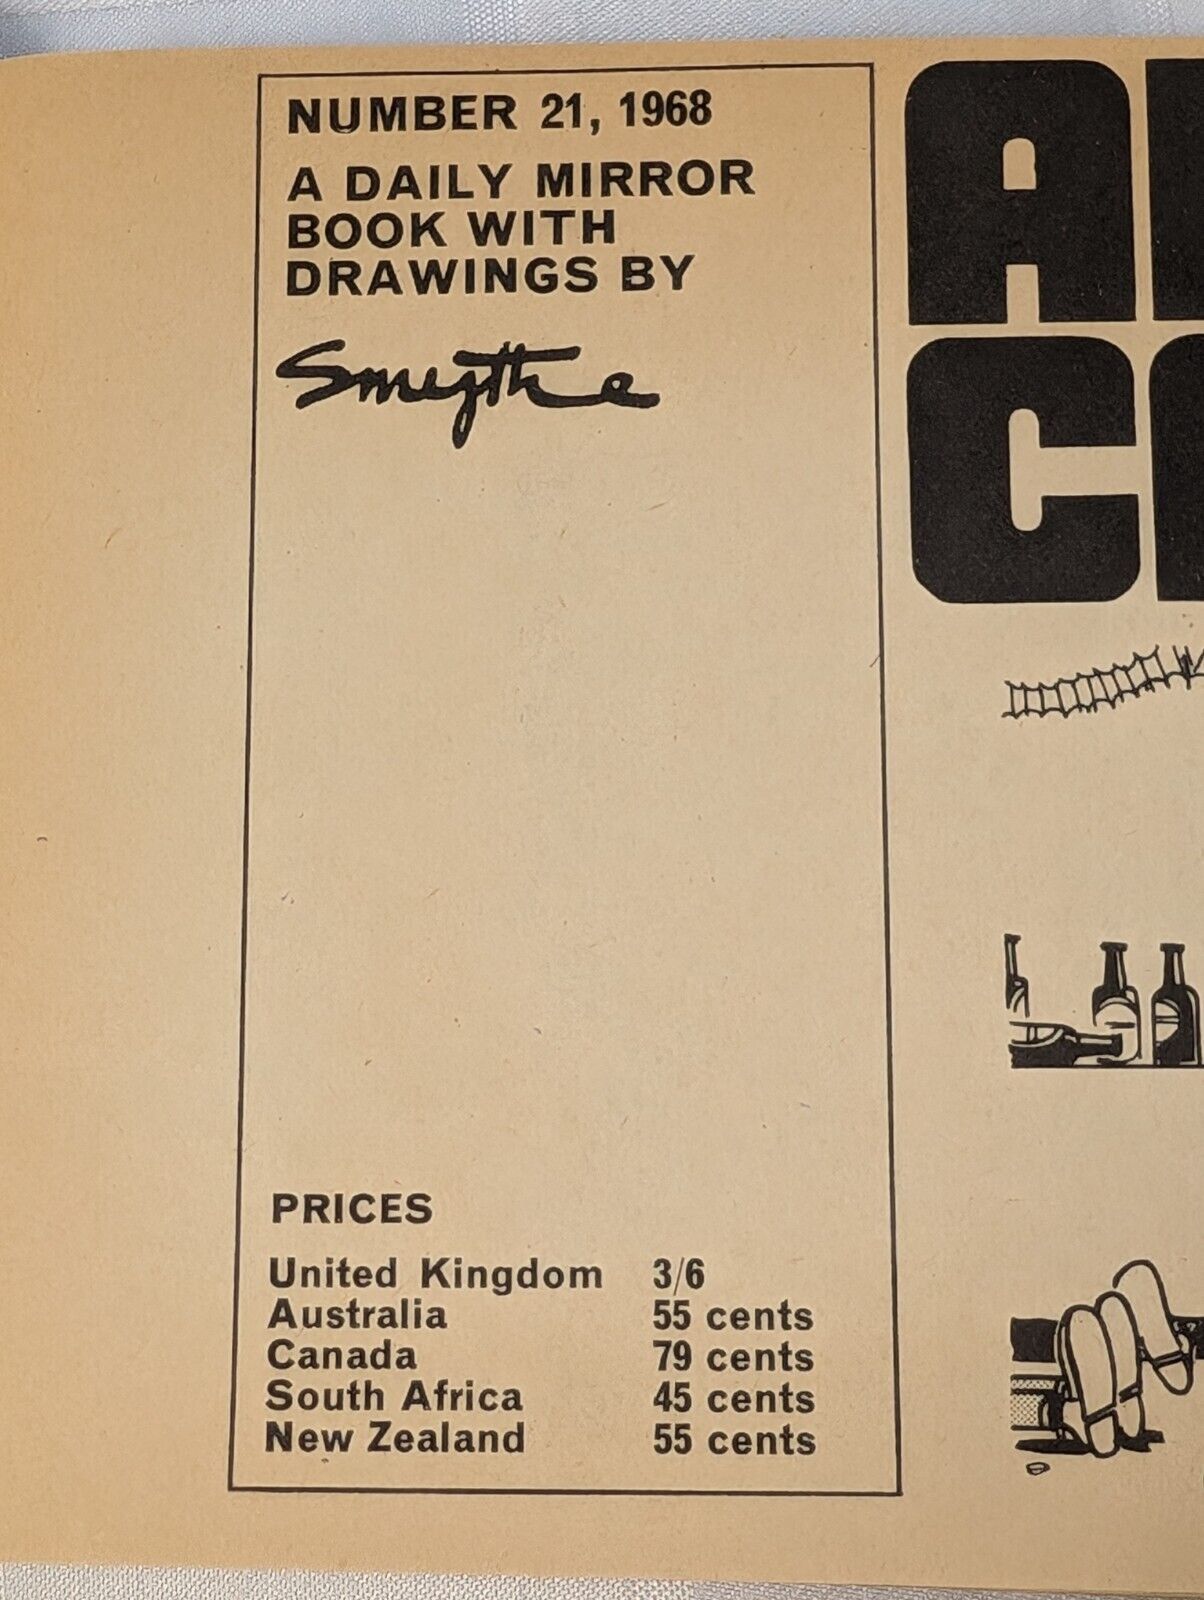 NUMBER 21, 1968
A DAILY MIRROR
BOOK WITH
DRAWINGS BY
Smythe
PRICES
United Kingdom 3/6
Australia 55 cents
Canada 79 cents
South Africa 45 cents
New Zealand 55 cents
A
C